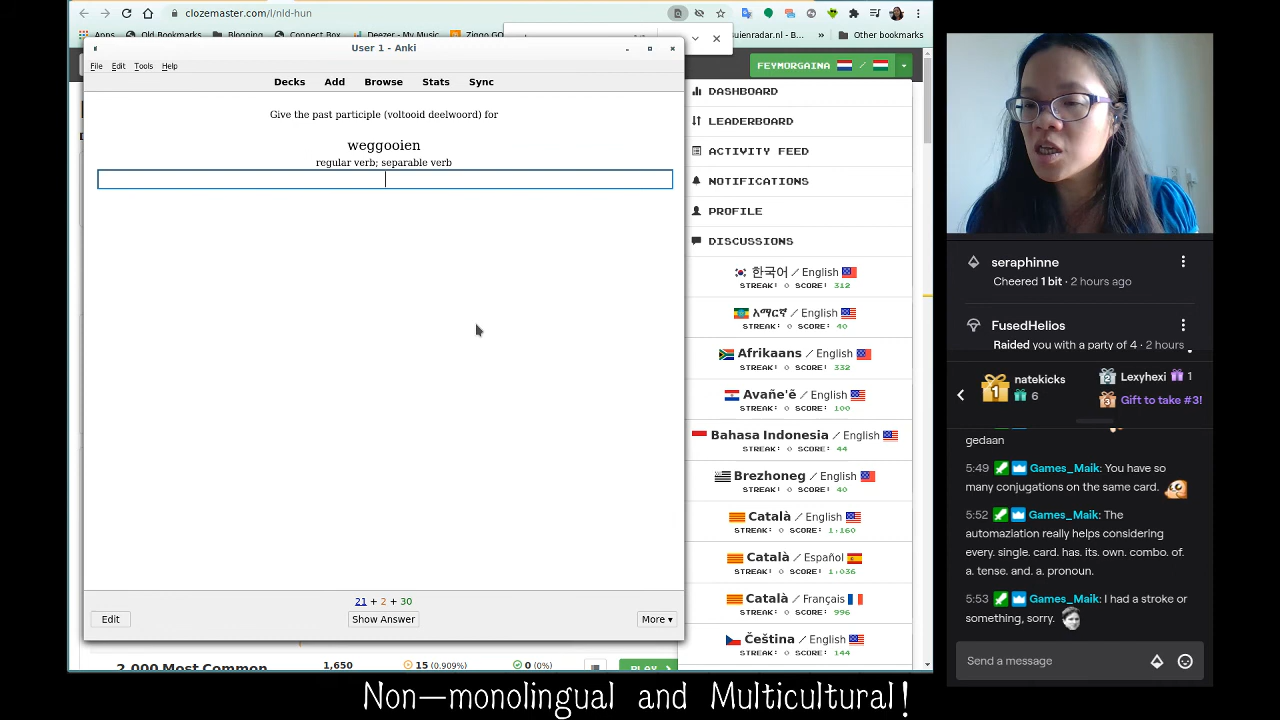 clozemaster.com/l/nld-hun
Apps
Old Bookmarks
Blogging
Connect Box
Deezer - My Music
Ziggo GO
uienradar.nl - Du...
»
Other bookmarks
User 1 - Anki
File Edit Tools Help
Decks Add Browse Stats Sync
Give the past participle (voltooid deelwoord) for
weggooien
regular verb; separable verb
21 + 2 + 30
Edit
Show Answer
More ▾
2,000 Most Common
1,650
15 (0.909%)
0 (0%)
PLAY
FEYMORGAINA /
DASHBOARD
LEADERBOARD
ACTIVITY FEED
NOTIFICATIONS
PROFILE
DISCUSSIONS
한국어 / English
STREAK: 0 SCORE: 312
አማርኛ / English
STREAK: 0 SCORE: 40
Afrikaans / English
STREAK: 0 SCORE: 332
Avañe'ẽ / English
STREAK: 0 SCORE: 100
Bahasa Indonesia / English
STREAK: 0 SCORE: 44
Brezhoneg / English
STREAK: 0 SCORE: 40
Català / English
STREAK: 0 SCORE: 1,160
Català / Español
STREAK: 0 SCORE: 1,036
Català / Français
STREAK: 0 SCORE: 996
Čeština / English
STREAK: 0 SCORE: 144
seraphinne
Cheered 1 bit · 2 hours ago
FusedHelios
Raided you with a party of 4 · 2 hours
1 natekicks
6
2 Lexyhexi 1
3 Gift to take #3!
gedaan
5:49 Games_Maik: You have so
many conjugations on the same card.
5:52 Games_Maik: The
automaziation really helps considering
every. single. card. has. its. own. combo. of.
a. tense. and. a. pronoun.
5:53 Games_Maik: I had a stroke or
something, sorry.
Send a message
Non-monolingual and Multicultural!